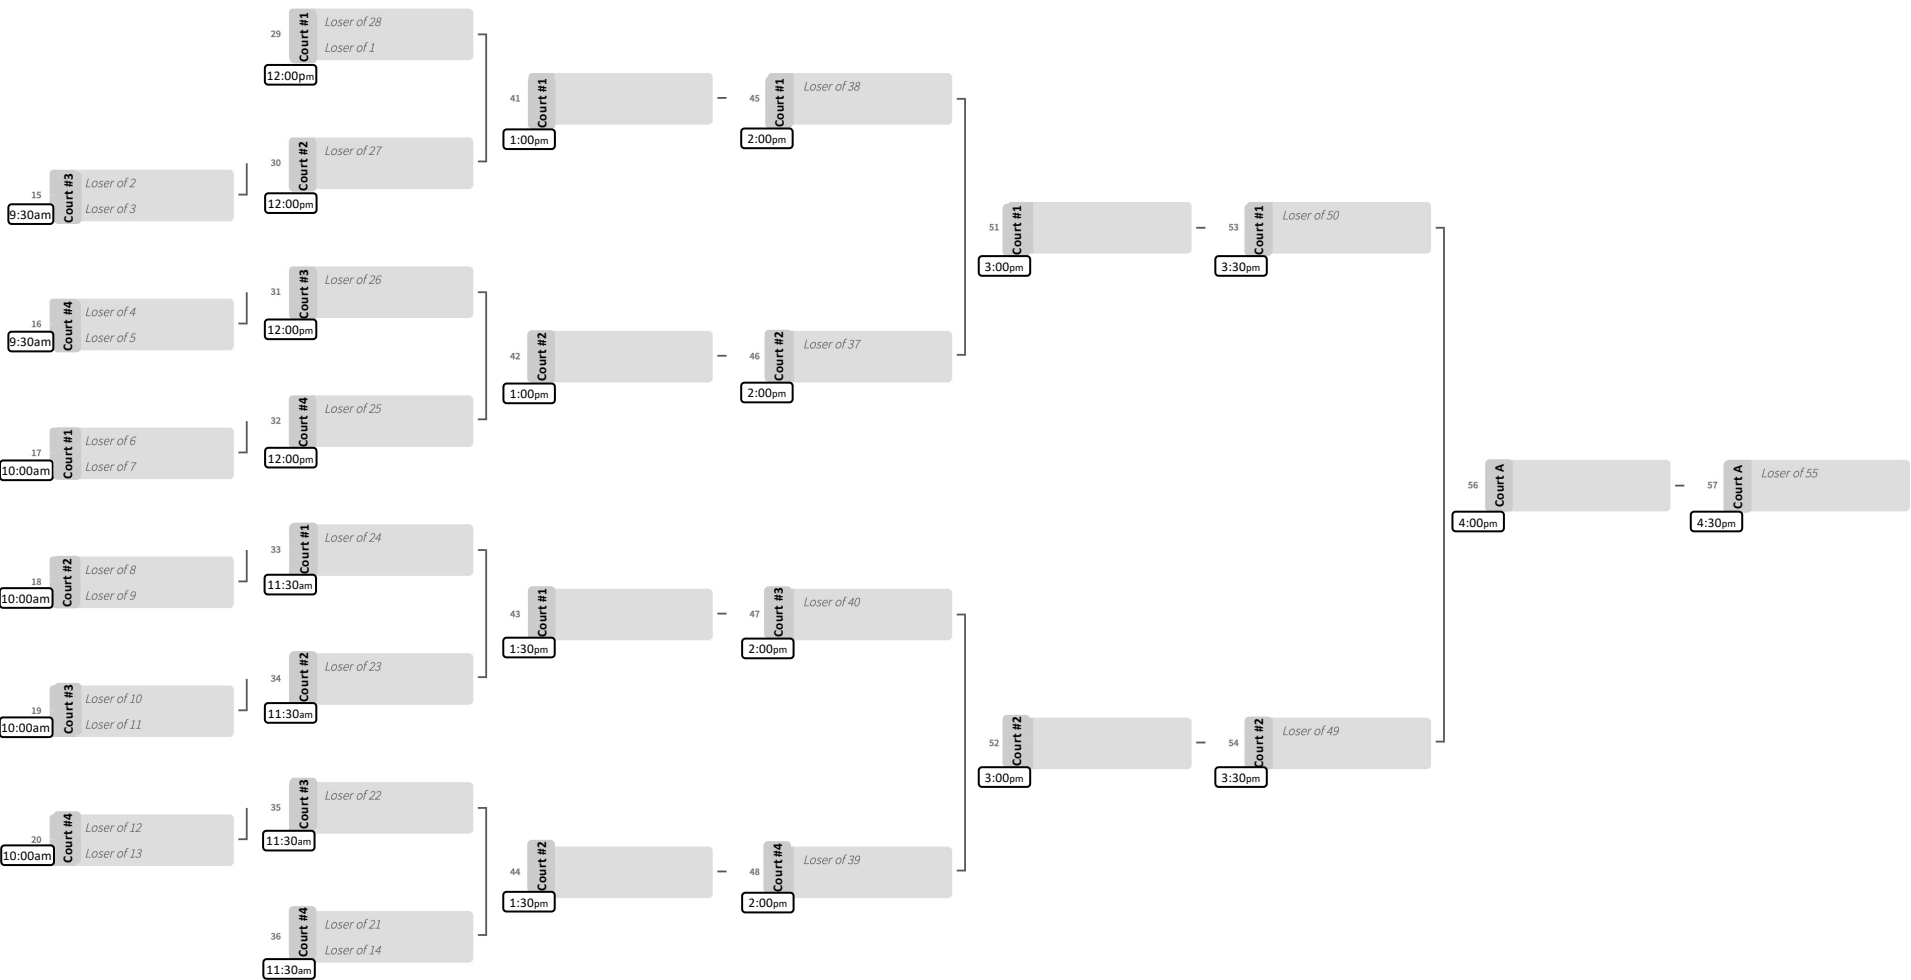 29
Court #1
Loser of 28
Loser of 1
12:00pm
15
Court #3
Loser of 2
Loser of 3
9:30am
30
Court #2
Loser of 27
12:00pm
16
Court #4
Loser of 4
Loser of 5
9:30am
31
Court #3
Loser of 26
12:00pm
17
Court #1
Loser of 6
Loser of 7
10:00am
32
Court #4
Loser of 25
12:00pm
18
Court #2
Loser of 8
Loser of 9
10:00am
33
Court #1
Loser of 24
11:30am
19
Court #3
Loser of 10
Loser of 11
10:00am
34
Court #2
Loser of 23
11:30am
20
Court #4
Loser of 12
Loser of 13
10:00am
35
Court #3
Loser of 22
11:30am
36
Court #4
Loser of 21
Loser of 14
11:30am
41
Court #1
1:00pm
42
Court #2
1:00pm
43
Court #1
1:30pm
44
Court #2
1:30pm
45
Court #1
Loser of 38
2:00pm
46
Court #2
Loser of 37
2:00pm
47
Court #3
Loser of 40
2:00pm
48
Court #4
Loser of 39
2:00pm
51
Court #1
3:00pm
52
Court #2
3:00pm
53
Court #1
Loser of 50
3:30pm
54
Court #2
Loser of 49
3:30pm
56
Court A
4:00pm
57
Court A
Loser of 55
4:30pm